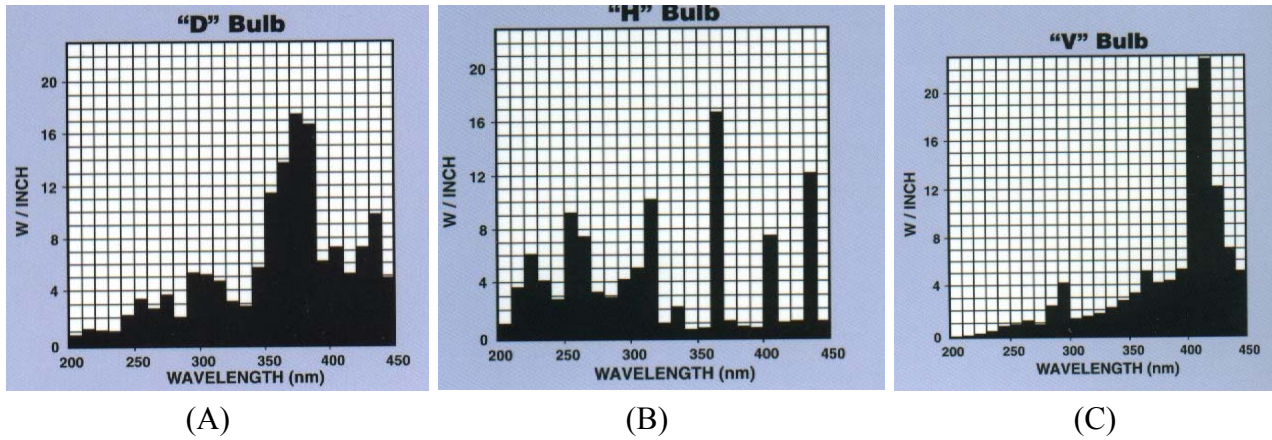 "D" Bulb
20
16
12
8
4
0
W / INCH
200 250 300 350 400 450
WAVELENGTH (nm)
(A)
"H" Bulb
20
16
12
8
4
0
W / INCH
200 250 300 350 400 450
WAVELENGTH (nm)
(B)
"V" Bulb
20
16
12
8
4
0
W / INCH
200 250 300 350 400 450
WAVELENGTH (nm)
(C)